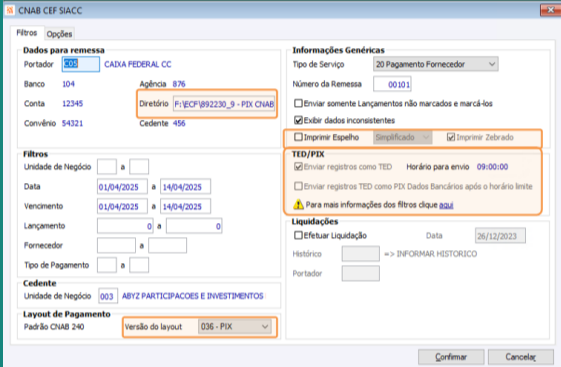 CNAB CEF SIACC
Filtros Opções
Dados para remessa
Portador C05 CAIXA FEDERAL CC
Banco 104 Agência 876
Conta 12345 Diretório F:\ECF\892230_9 - PIX CNAB
Convênio 54321 Cedente 456
Filtros
Unidade de Negócio a
Data 01/04/2025 a 14/04/2025
Vencimento 01/04/2025 a 14/04/2025
Lançamento 0 a 0
Fornecedor a
Tipo de Pagamento a
Cedente
Unidade de Negócio 003 ABYZ PARTICIPACOES E INVESTIMENTOS
Layout de Pagamento
Padrão CNAB 240 Versão do layout 036 - PIX
Informações Genéricas
Tipo de Serviço 20 Pagamento Fornecedor
Número da Remessa 00101
Enviar somente Lançamentos não marcados e marcá-los
Exibir dados inconsistentes
Imprimir Espelho Simplificado Imprimir Zebrado
TED/PIX
Enviar registros como TED Horário para envio 09:00:00
Enviar registros TED como PIX Dados Bancários após o horário limite
Para mais informações dos filtros clique aqui
Liquidações
Efetuar Liquidação Data 26/12/2023
Histórico => INFORMAR HISTORICO
Portador
Confirmar Cancelar